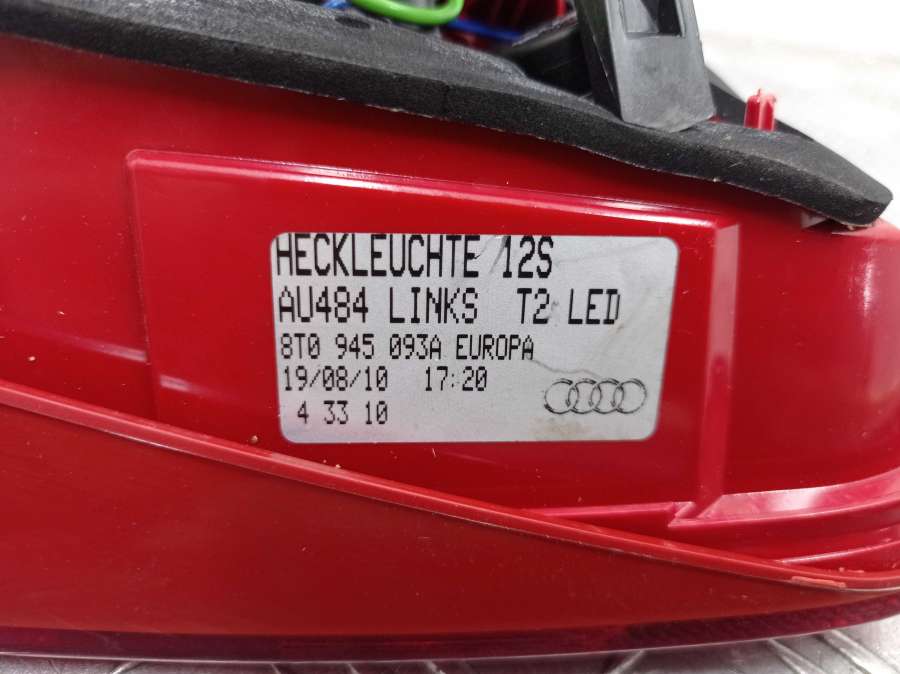 HECKLEUCHTE 12S
AU484 LINKS T2 LED
8T0 945 093A EUROPA
19/08/10 17:20
4 33 10